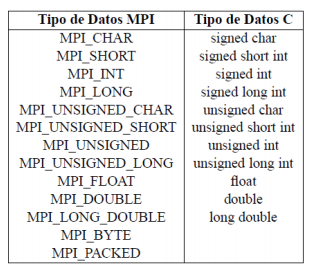 Tipo de Datos MPI Tipo de Datos C
MPI_CHAR signed char
MPI_SHORT signed short int
MPI_INT signed int
MPI_LONG signed long int
MPI_UNSIGNED_CHAR unsigned char
MPI_UNSIGNED_SHORT unsigned short int
MPI_UNSIGNED unsigned int
MPI_UNSIGNED_LONG unsigned long int
MPI_FLOAT float
MPI_DOUBLE double
MPI_LONG_DOUBLE long double
MPI_BYTE
MPI_PACKED